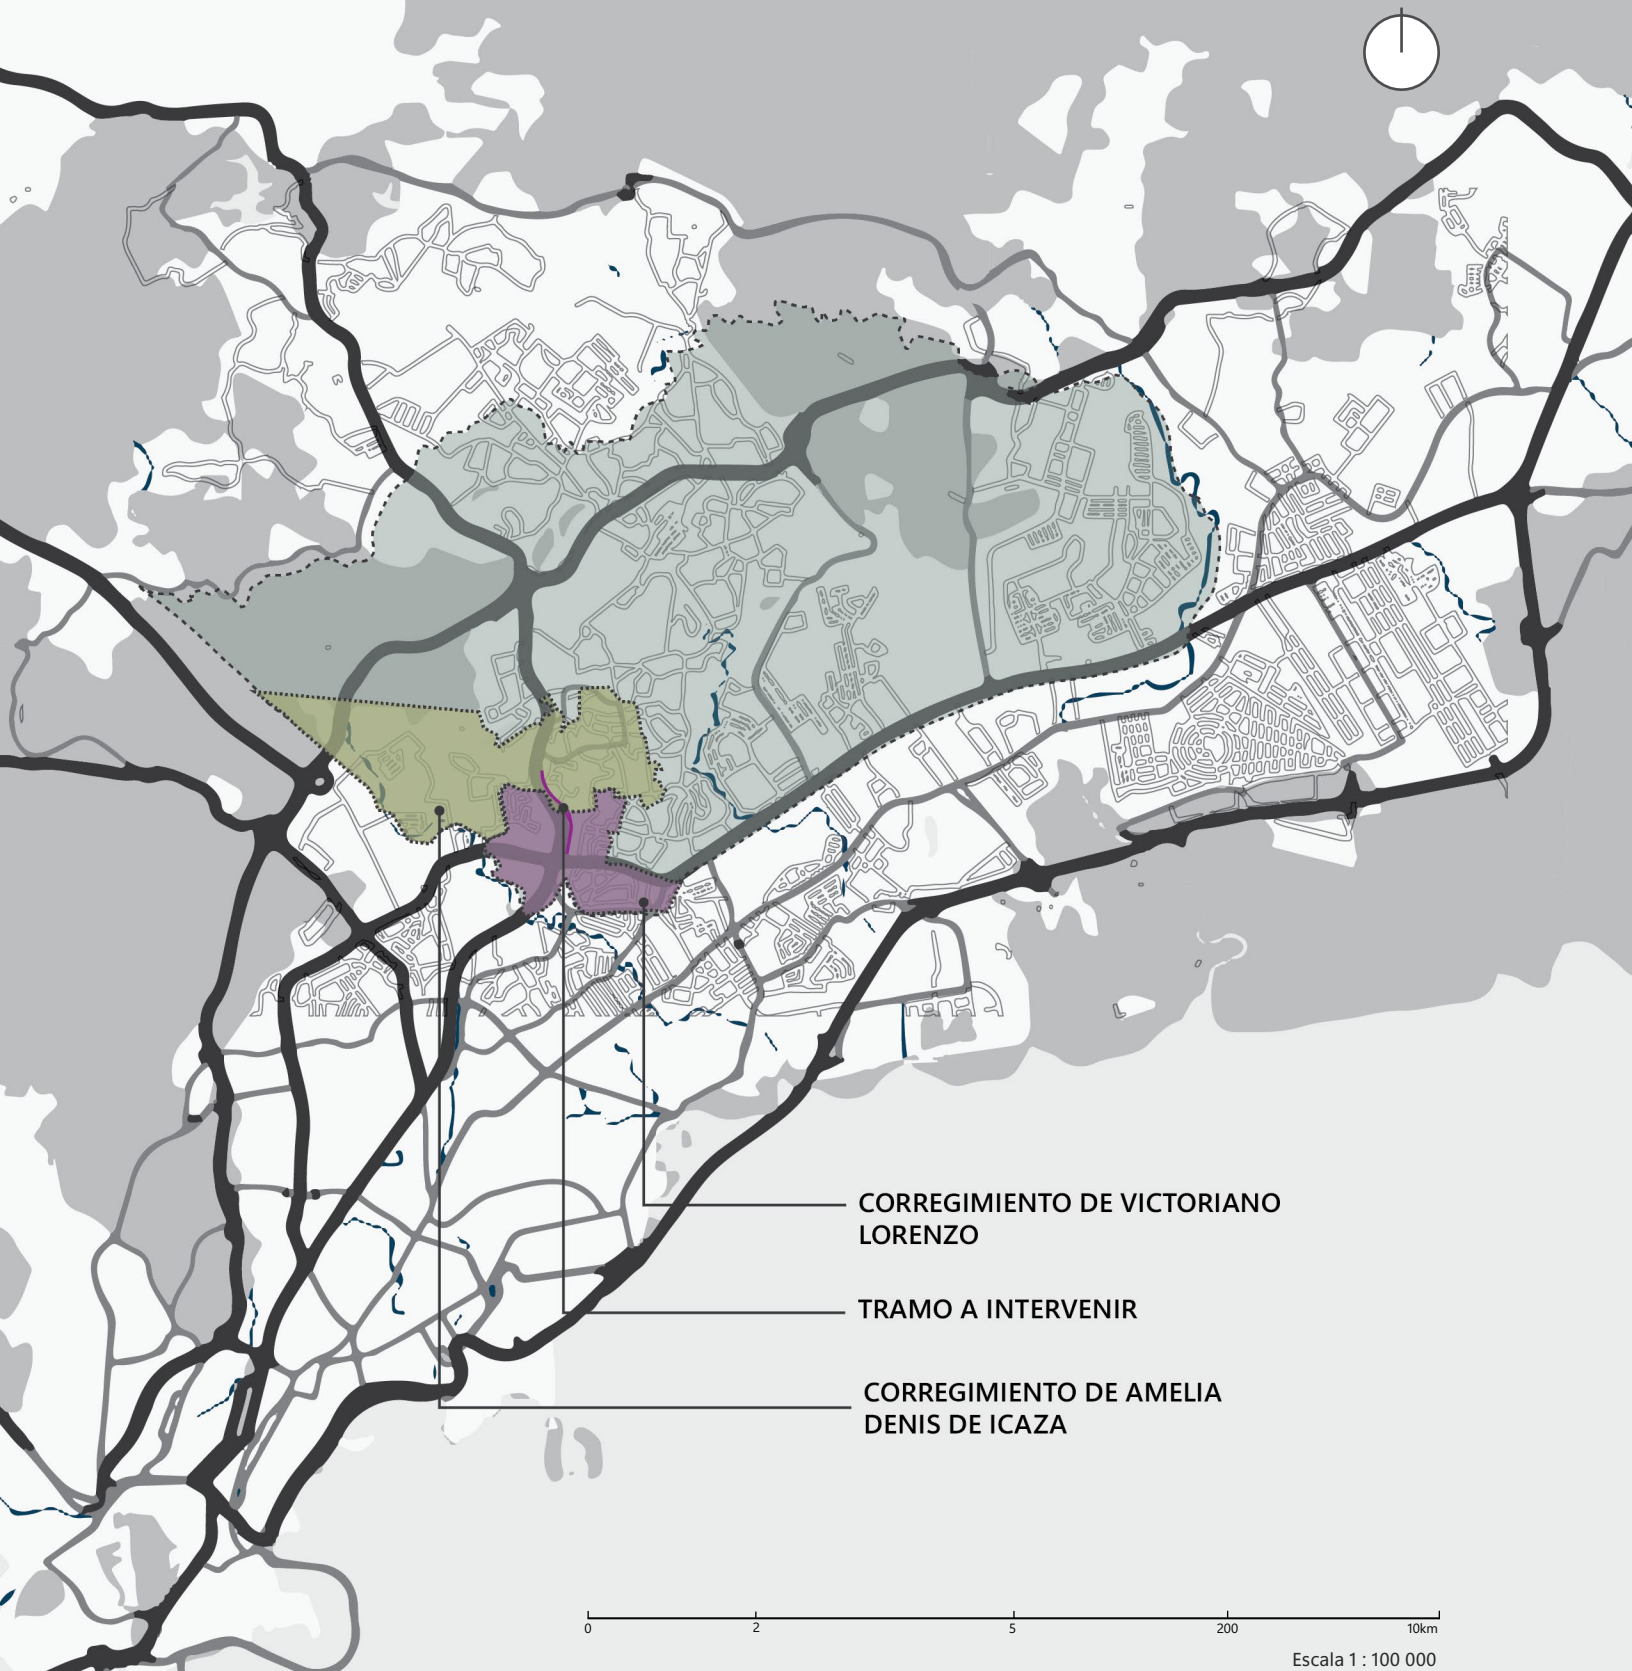 CORREGIMIENTO DE VICTORIANO
LORENZO
TRAMO A INTERVENIR
CORREGIMIENTO DE AMELIA
DENIS DE ICAZA
0 2 5 200 10km
Escala 1 : 100 000